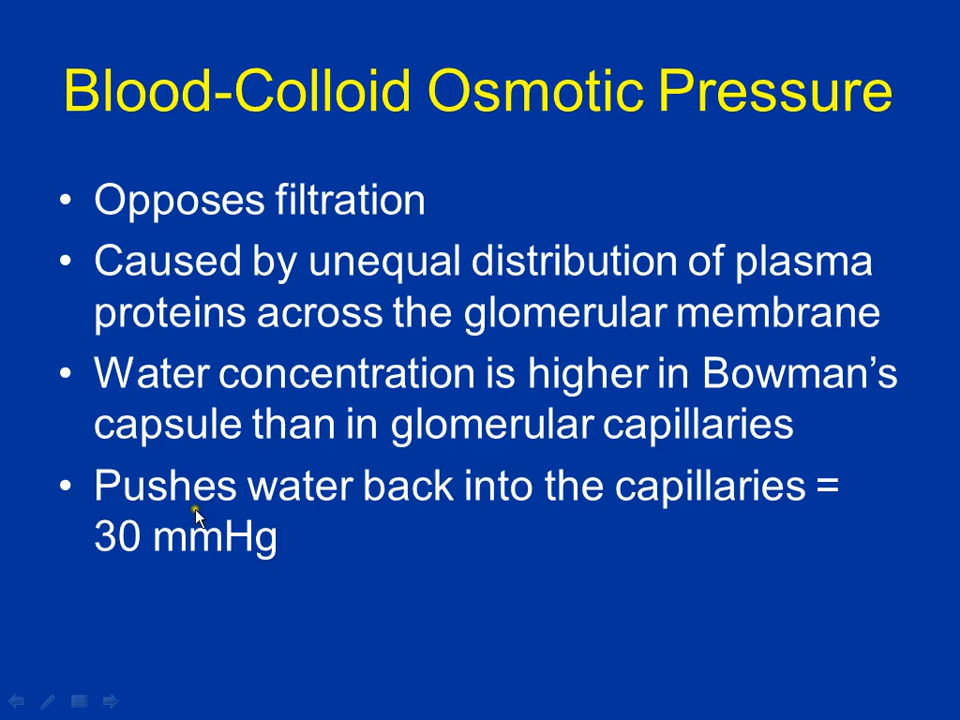 Blood-Colloid Osmotic Pressure
• Opposes filtration
• Caused by unequal distribution of plasma
proteins across the glomerular membrane
• Water concentration is higher in Bowman’s
capsule than in glomerular capillaries
• Pushes water back into the capillaries =
30 mmHg